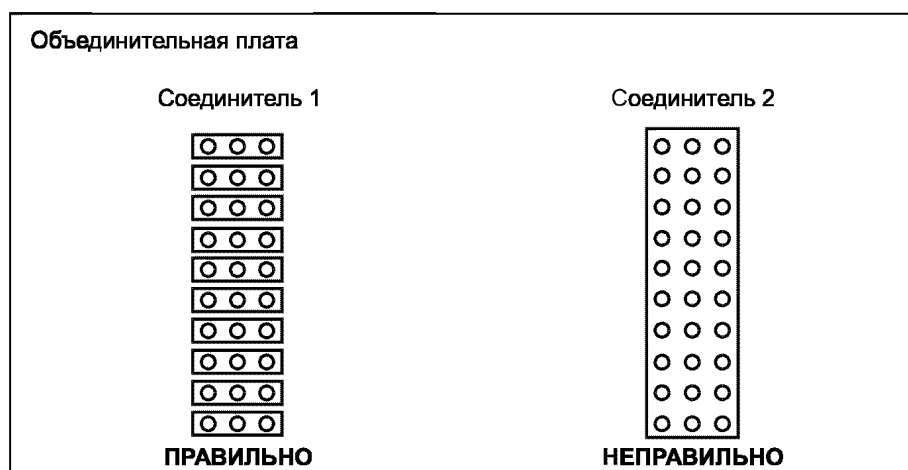 Объединительная плата
Соединитель 1
Соединитель 2
ПРАВИЛЬНО
НЕПРАВИЛЬНО